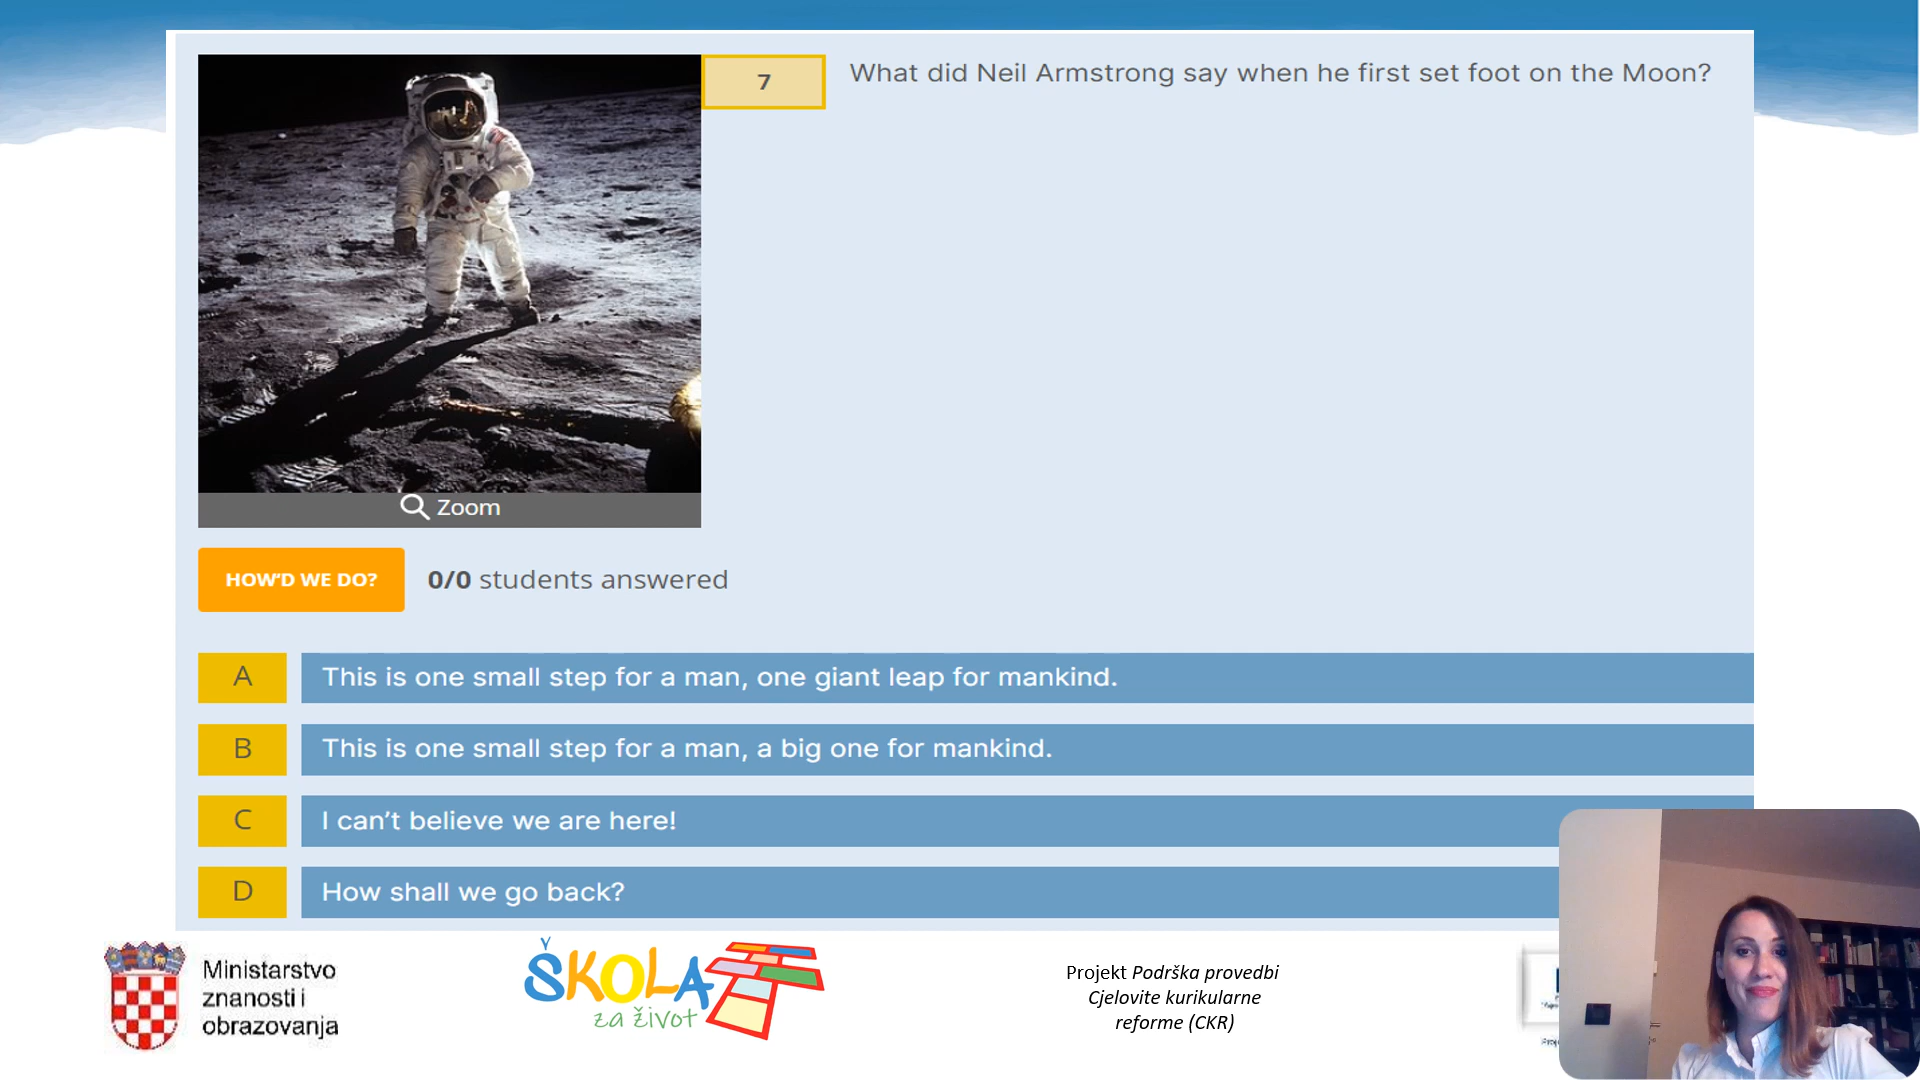 7
What did Neil Armstrong say when he first set foot on the Moon?
Zoom
HOW'D WE DO?
0/0 students answered
A
This is one small step for a man, one giant leap for mankind.
B
This is one small step for a man, a big one for mankind.
C
I can't believe we are here!
D
How shall we go back?
Ministarstvo
znanosti i
obrazovanja
ŠKOLA
za život
Projekt Podrška provedbi
Cjelovite kurikularne
reforme (CKR)